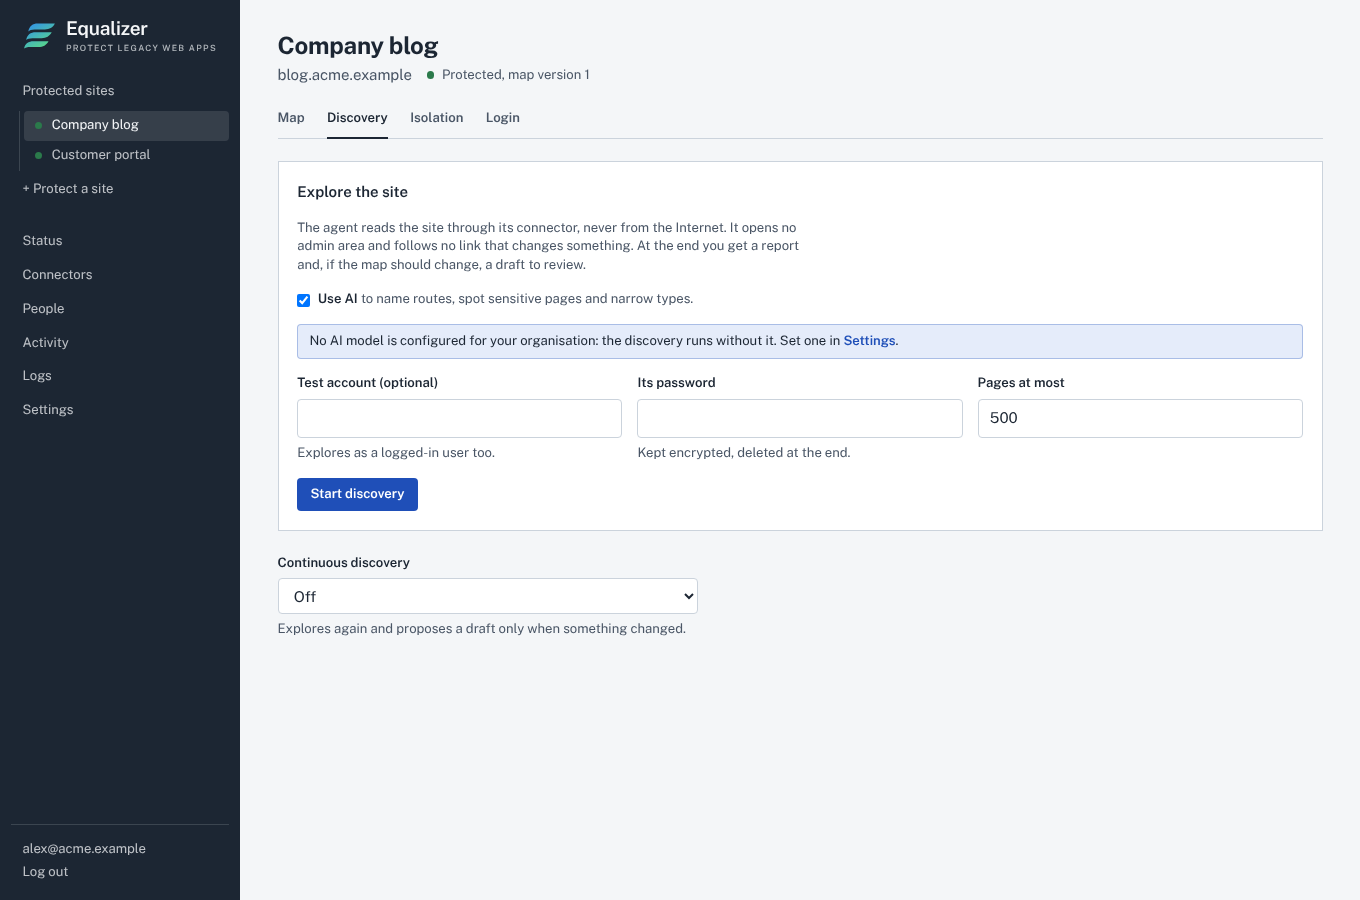 Equalizer
PROTECT LEGACY WEB APPS
Protected sites
Company blog
Customer portal
+ Protect a site
Status
Connectors
People
Activity
Logs
Settings
alex@acme.example
Log out
Company blog
blog.acme.example
Protected, map version 1
Map
Discovery
Isolation
Login
Explore the site
The agent reads the site through its connector, never from the Internet. It opens no
admin area and follows no link that changes something. At the end you get a report
and, if the map should change, a draft to review.
Use AI to name routes, spot sensitive pages and narrow types.
No AI model is configured for your organisation: the discovery runs without it. Set one in Settings.
Test account (optional)
Explores as a logged-in user too.
Its password
Kept encrypted, deleted at the end.
Pages at most
500
Start discovery
Continuous discovery
Off
Explores again and proposes a draft only when something changed.